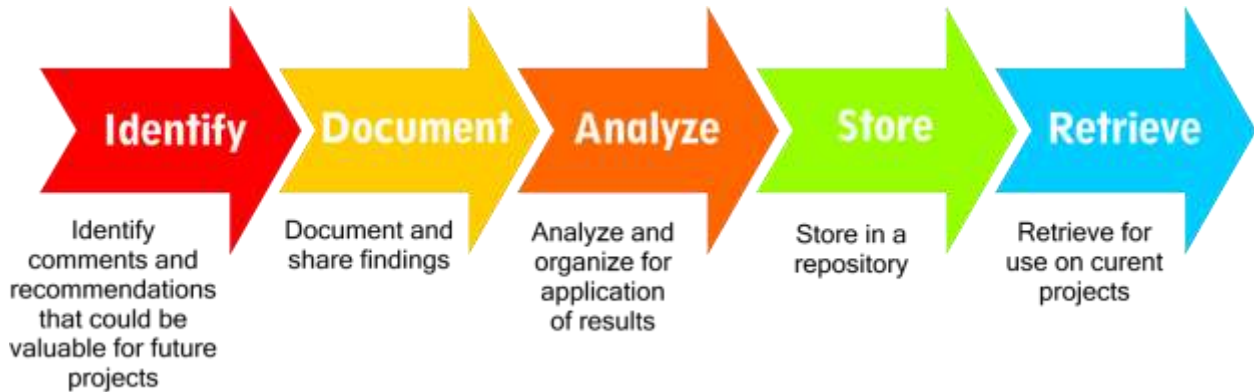 Identify
Document
Analyze
Store
Retrieve
Identify
comments and
recommendations
that could be
valuable for future
projects
Document and
share findings
Analyze and
organize for
application
of results
Store in a
repository
Retrieve for
use on curent
projects